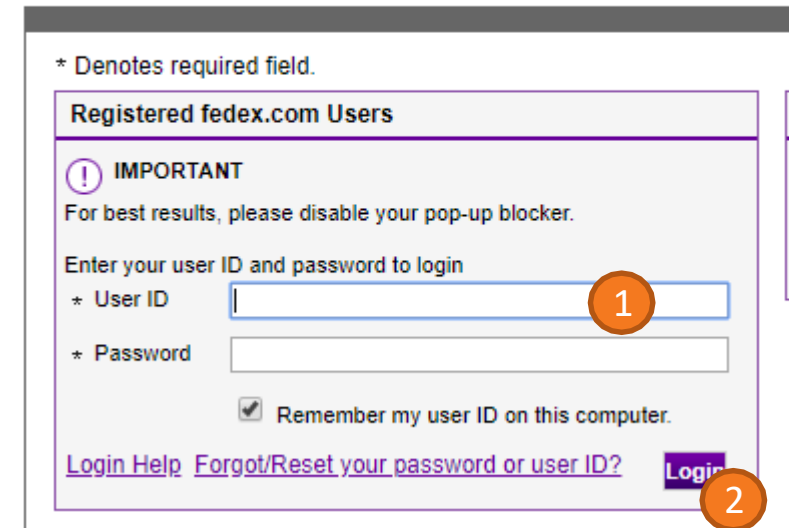 * Denotes required field.
Registered fedex.com Users
! IMPORTANT
For best results, please disable your pop-up blocker.
Enter your user ID and password to login
* User ID
1
* Password
Remember my user ID on this computer.
Login Help Forgot/Reset your password or user ID? Login
2